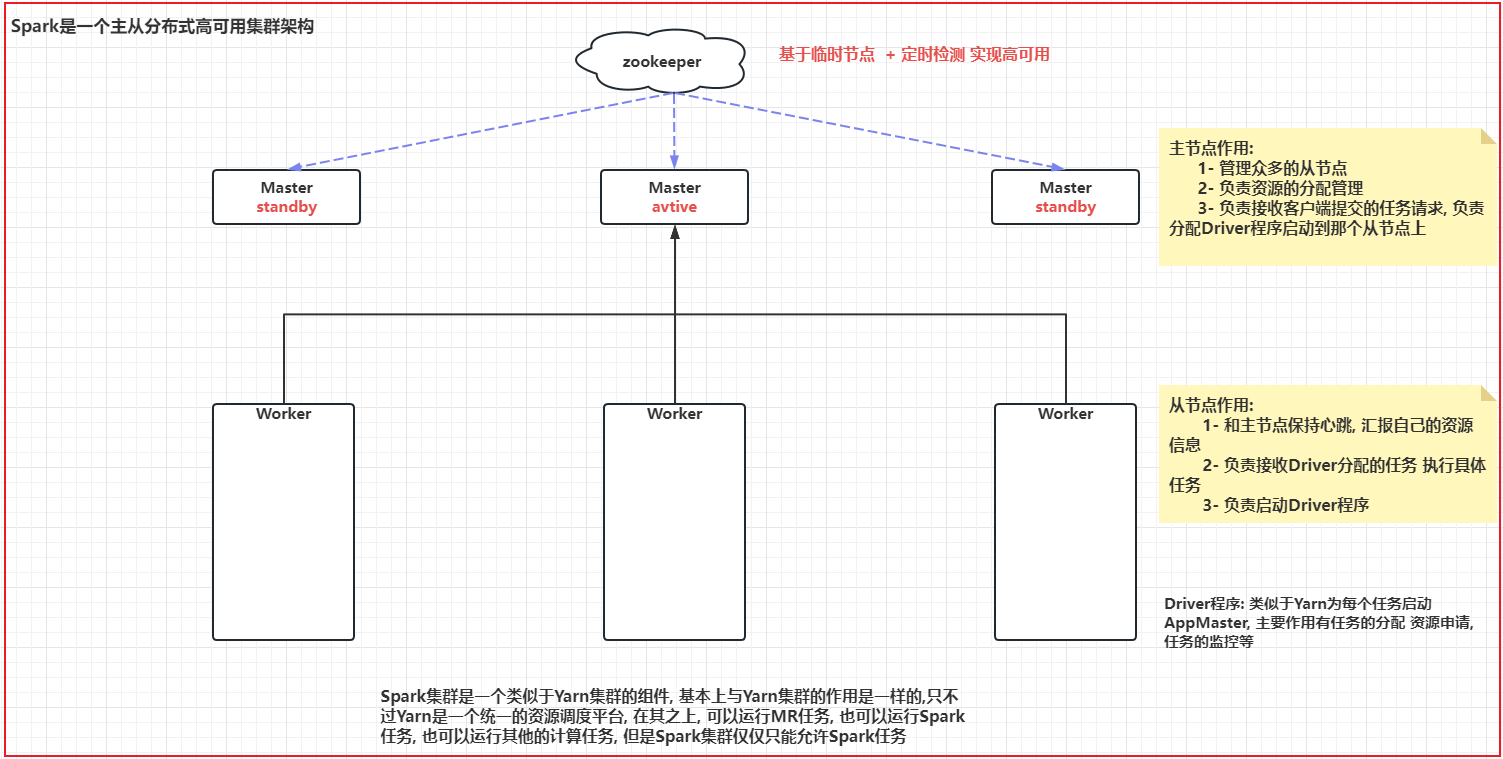 Spark是一个主从分布式高可用集群架构
zookeeper
基于临时节点 + 定时检测 实现高可用
Master
standby
Master
avtive
Master
standby
主节点作用:
1- 管理众多的从节点
2- 负责资源的分配管理
3- 负责接收客户端提交的任务请求, 负责
分配Driver程序启动到那个从节点上
Worker
Worker
Worker
从节点作用:
1- 和主节点保持心跳, 汇报自己的资源
信息
2- 负责接收Driver分配的任务 执行具体
任务
3- 负责启动Driver程序
Driver程序: 类似于Yarn为每个任务启动
AppMaster, 主要作用有任务的分配 资源申请,
任务的监控等
Spark集群是一个类似于Yarn集群的组件, 基本上与Yarn集群的作用是一样的,只不
过Yarn是一个统一的资源调度平台, 在其之上, 可以运行MR任务, 也可以运行Spark
任务, 也可以运行其他的计算任务, 但是Spark集群仅仅只能允许Spark任务